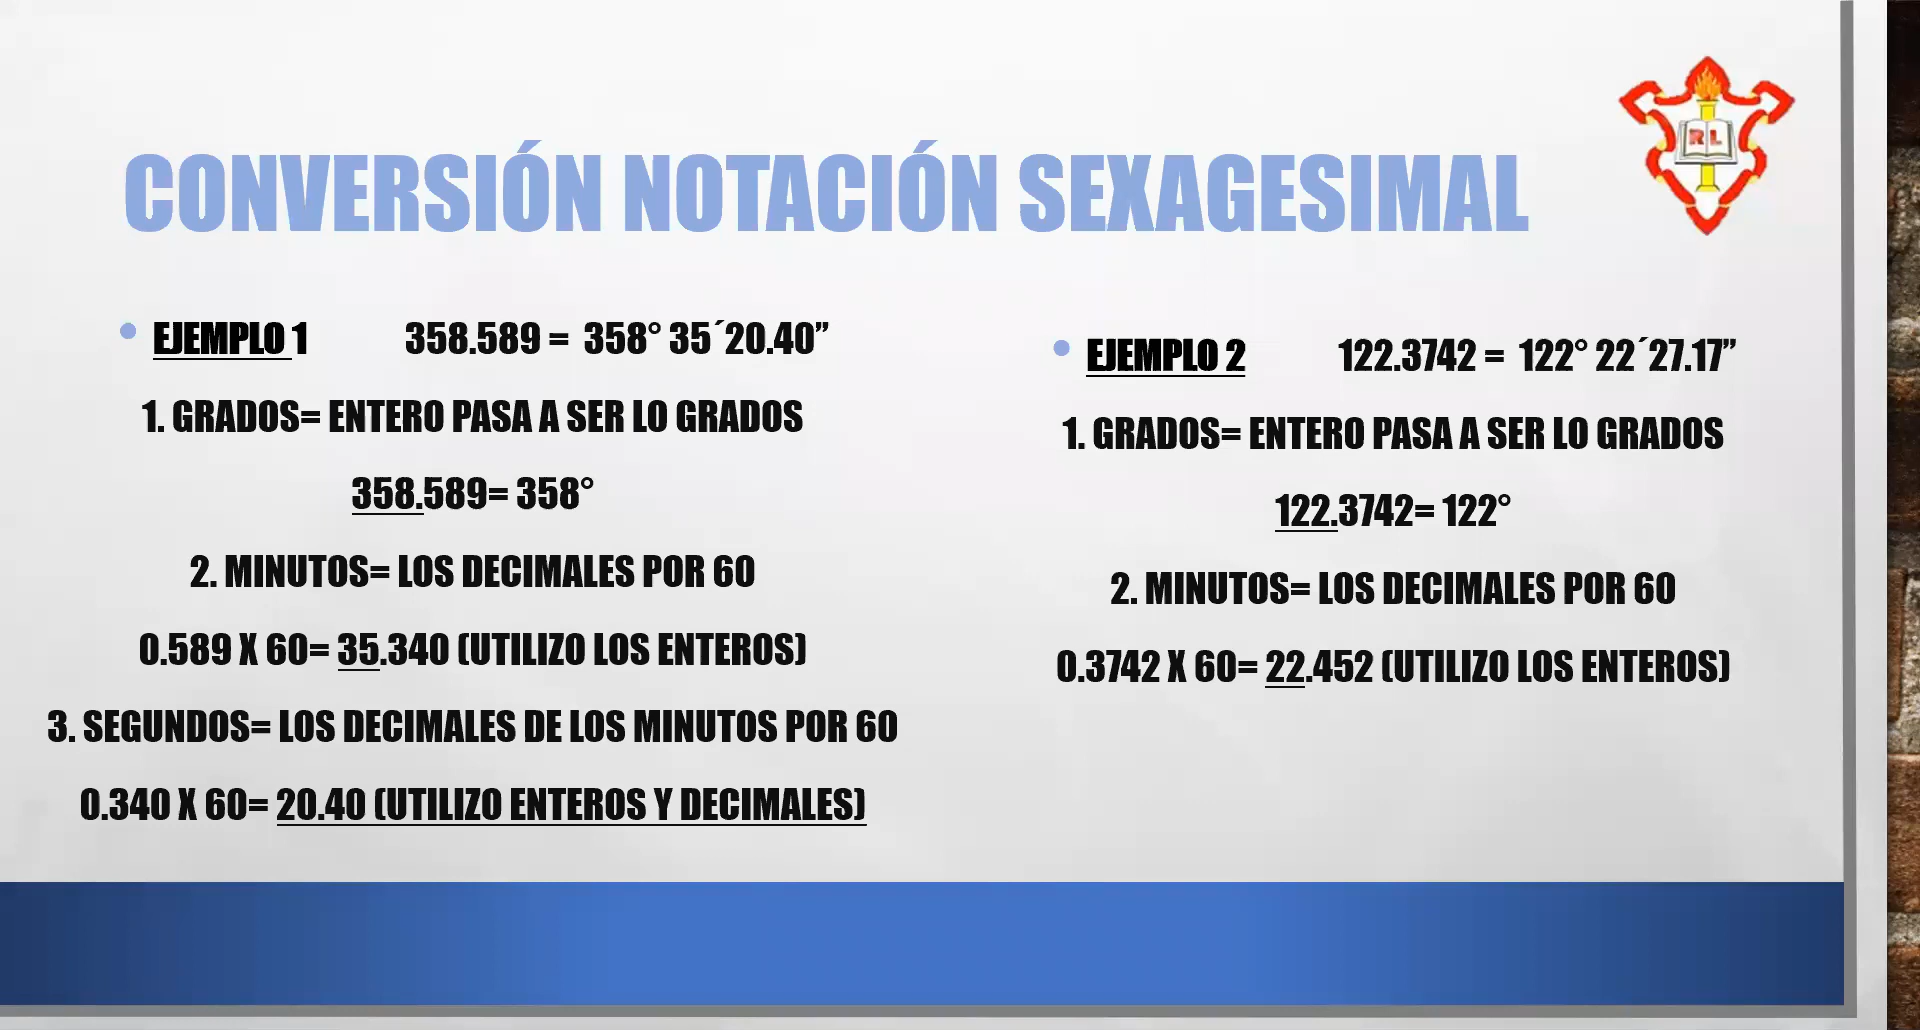 CONVERSIÓN NOTACIÓN SEXAGESIMAL
RL
• EJEMPLO 1 358.589 = 358° 35´20.40”
1. GRADOS= ENTERO PASA A SER LO GRADOS
358.589= 358°
2. MINUTOS= LOS DECIMALES POR 60
0.589 X 60= 35.340 (UTILIZO LOS ENTEROS)
3. SEGUNDOS= LOS DECIMALES DE LOS MINUTOS POR 60
0.340 X 60= 20.40 (UTILIZO ENTEROS Y DECIMALES)
• EJEMPLO 2 122.3742 = 122° 22´27.17”
1. GRADOS= ENTERO PASA A SER LO GRADOS
122.3742= 122°
2. MINUTOS= LOS DECIMALES POR 60
0.3742 X 60= 22.452 (UTILIZO LOS ENTEROS)